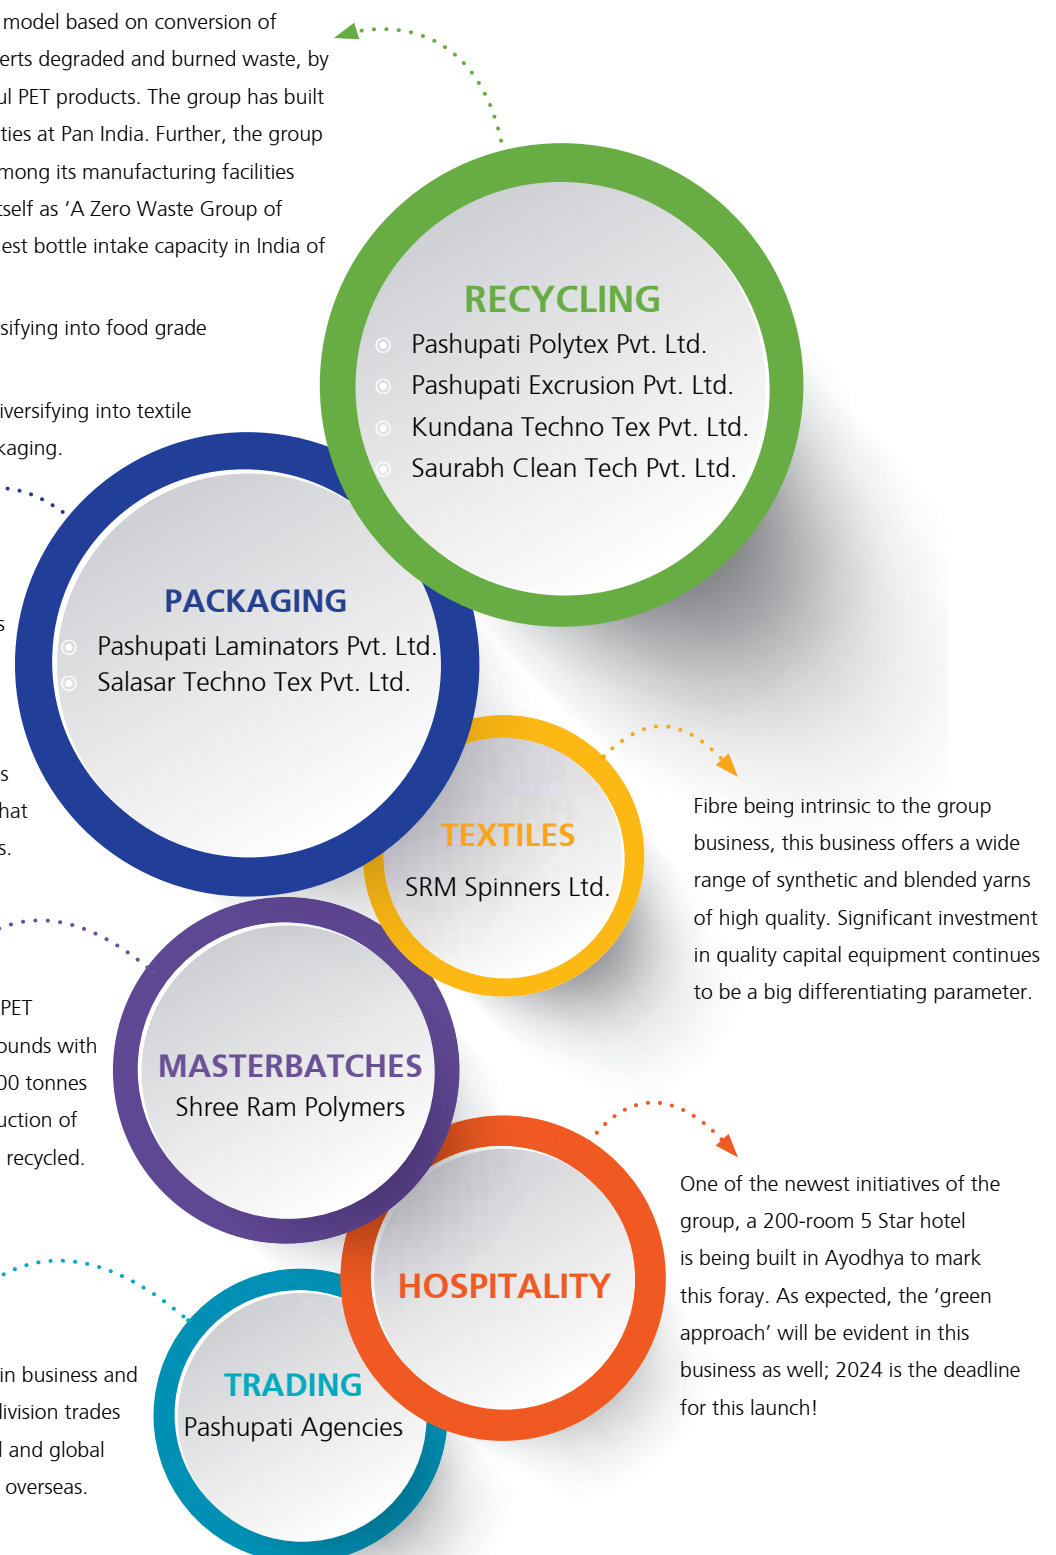 model based on conversion of
erts degraded and burned waste, by
ul PET products. The group has built
ties at Pan India. Further, the group
mong its manufacturing facilities
tself as ‘A Zero Waste Group of
est bottle intake capacity in India of
sifying into food grade
iversifying into textile
kaging.
RECYCLING
Pashupati Polytex Pvt. Ltd.
Pashupati Excrusion Pvt. Ltd.
Kundana Techno Tex Pvt. Ltd.
Saurabh Clean Tech Pvt. Ltd.
PACKAGING
Pashupati Laminators Pvt. Ltd.
Salasar Techno Tex Pvt. Ltd.
s
s
hat
s.
TEXTILES
SRM Spinners Ltd.
Fibre being intrinsic to the group
business, this business offers a wide
range of synthetic and blended yarns
of high quality. Significant investment
in quality capital equipment continues
to be a big differentiating parameter.
PET
ounds with
00 tonnes
uction of
recycled.
MASTERBATCHES
Shree Ram Polymers
HOSPITALITY
One of the newest initiatives of the
group, a 200-room 5 Star hotel
is being built in Ayodhya to mark
this foray. As expected, the ‘green
approach’ will be evident in this
business as well; 2024 is the deadline
for this launch!
in business and
division trades
l and global
overseas.
TRADING
Pashupati Agencies